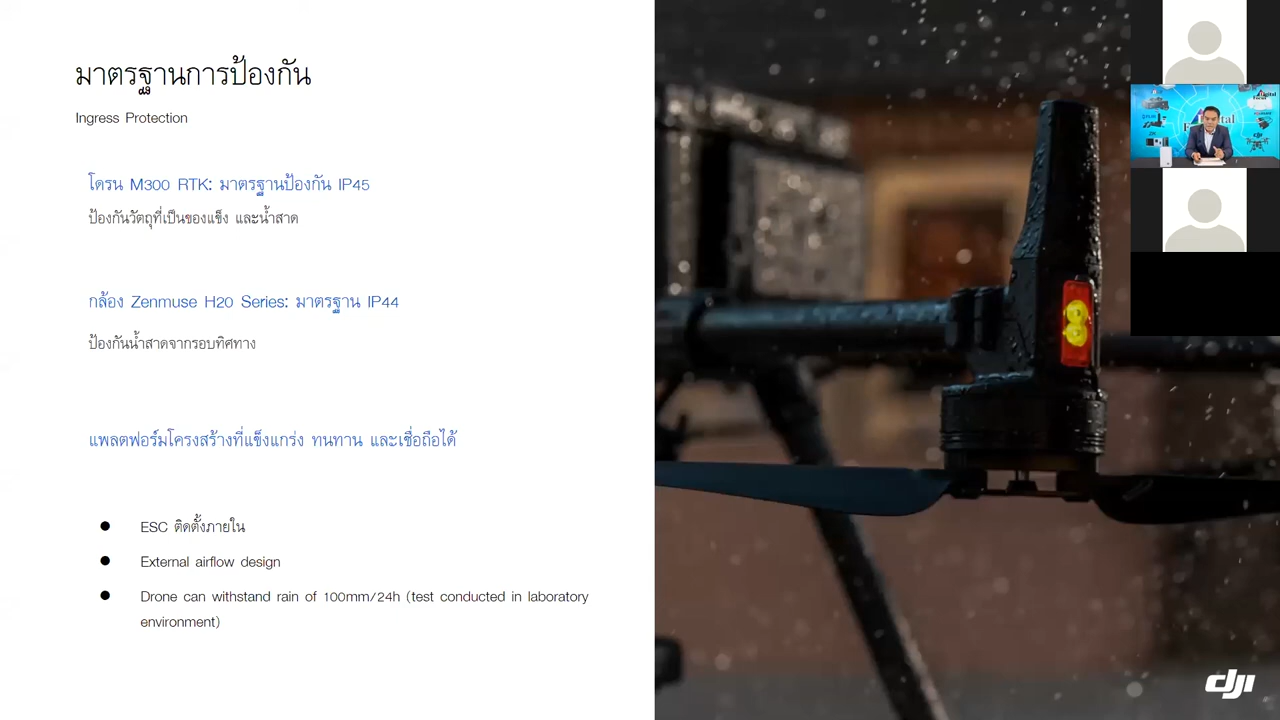 มาตรฐานการป้องกัน
Ingress Protection
โดรน M300 RTK: มาตรฐานป้องกัน IP45
ป้องกันวัตถุที่เป็นของแข็ง และน้ำสาด
กล้อง Zenmuse H20 Series: มาตรฐาน IP44
ป้องกันน้ำสาดจากรอบทิศทาง
แพลตฟอร์มโครงสร้างที่แข็งแกร่ง ทนทาน และเชื่อถือได้
● ESC ติดตั้งภายใน
● External airflow design
● Drone can withstand rain of 100mm/24h (test conducted in laboratory
environment)
dji